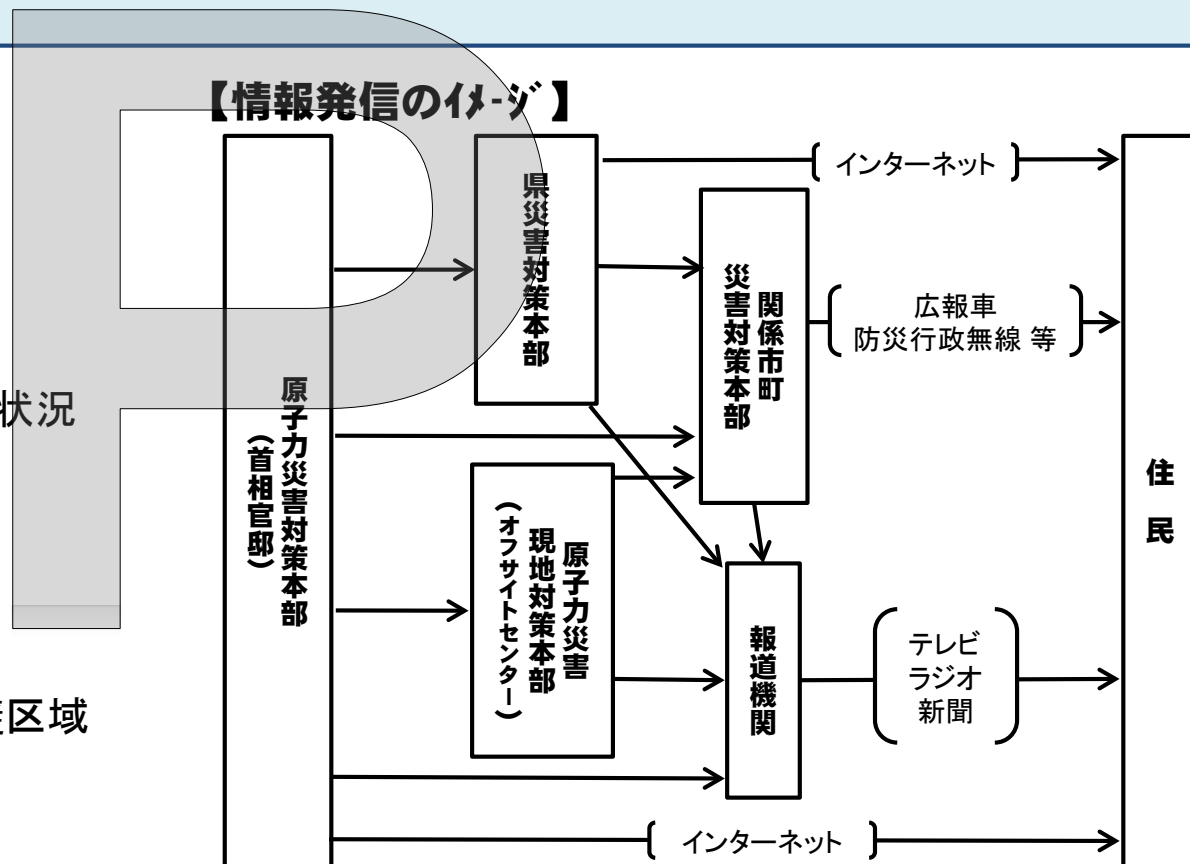 【情報発信のイメージ】
インターネット
県災害対策本部
関係市町
災害対策本部
広報車
防災行政無線 等
状況
原子力災害対策本部
(首相官邸)
住民
原子力災害
現地対策本部
(オフサイトセンター)
報道機関
テレビ
ラジオ
新聞
区域
インターネット
P